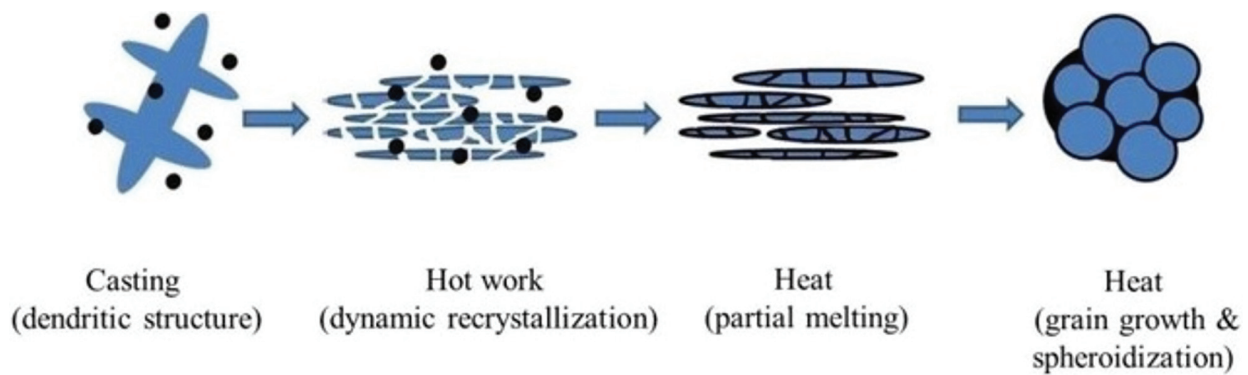 Casting
(dendritic structure)
Hot work
(dynamic recrystallization)
Heat
(partial melting)
Heat
(grain growth &
spheroidization)